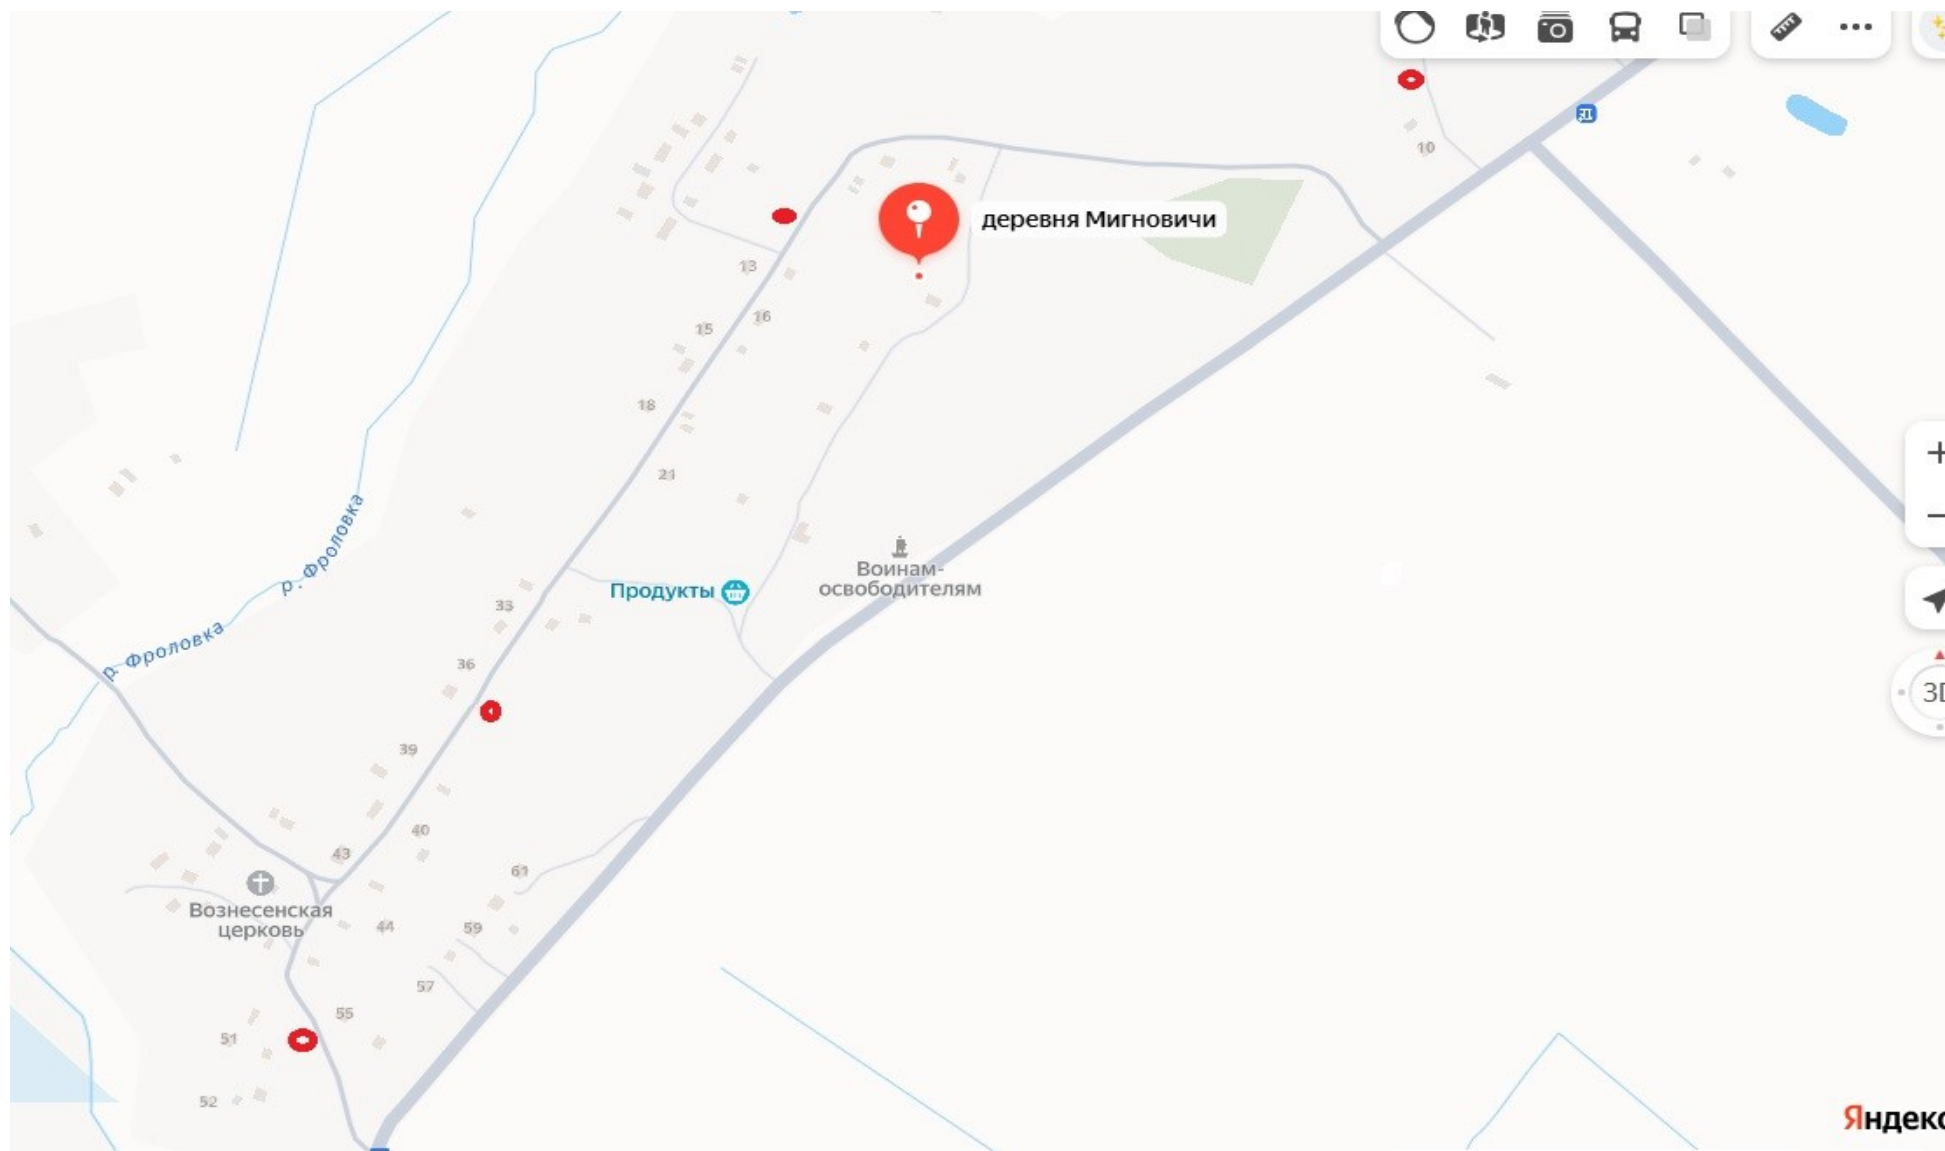 10
деревня Мигновичи
13
16
15
18
21
р. Фроловка
Воинам-
освободителям
Продукты
33
р. Фроловка
36
3D
39
40
43
61
Вознесенская
церковь
44
59
57
55
51
52
Яндекс